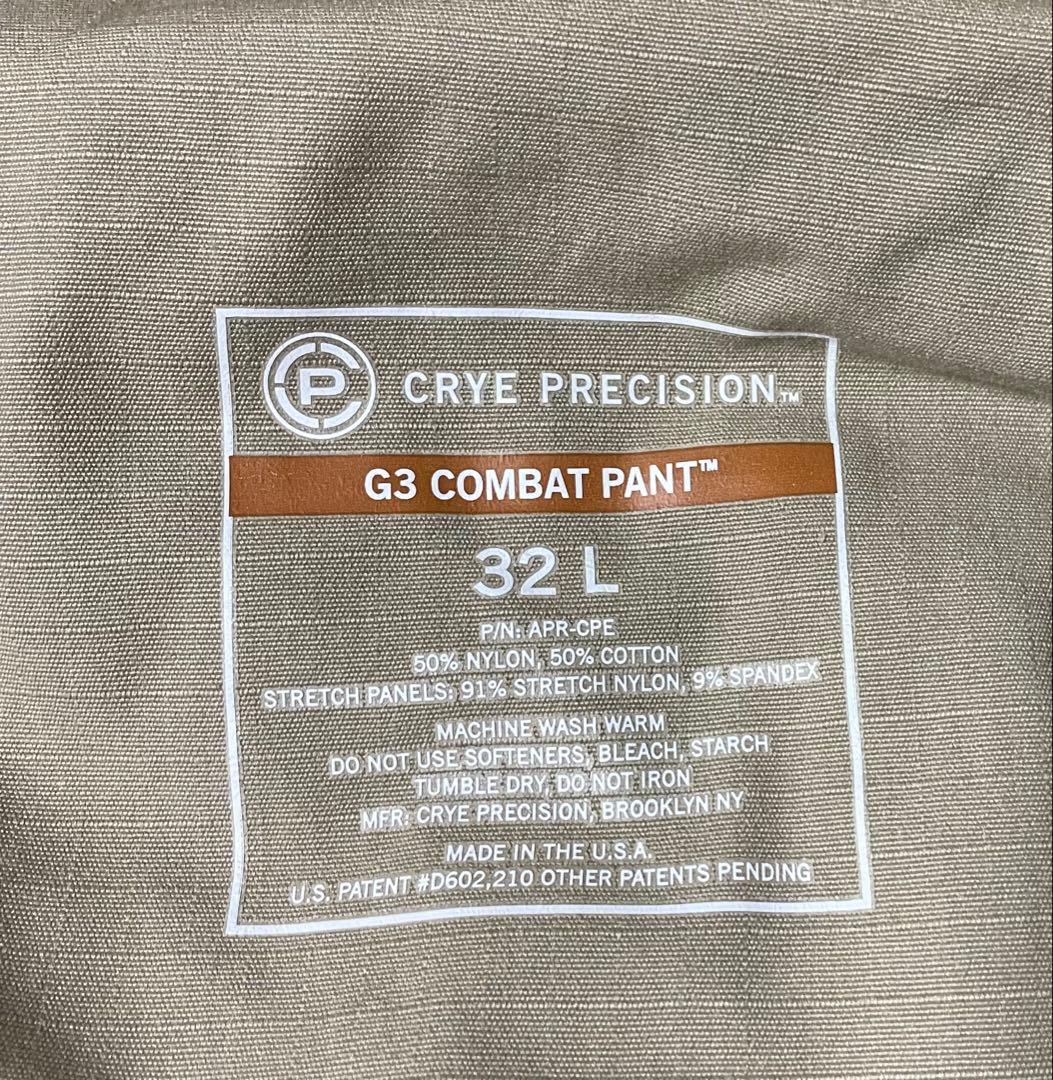 CP CRYE PRECISION™
G3 COMBAT PANT™
32 L
P/N: APR-CPE
50% NYLON, 50% COTTON
STRETCH PANELS: 91% STRETCH NYLON, 9% SPANDEX
MACHINE WASH WARM
DO NOT USE SOFTENERS, BLEACH, STARCH
TUMBLE DRY, DO NOT IRON
MFR: CRYE PRECISION, BROOKLYN NY
MADE IN THE U.S.A.
U.S. PATENT #D602,210 OTHER PATENTS PENDING